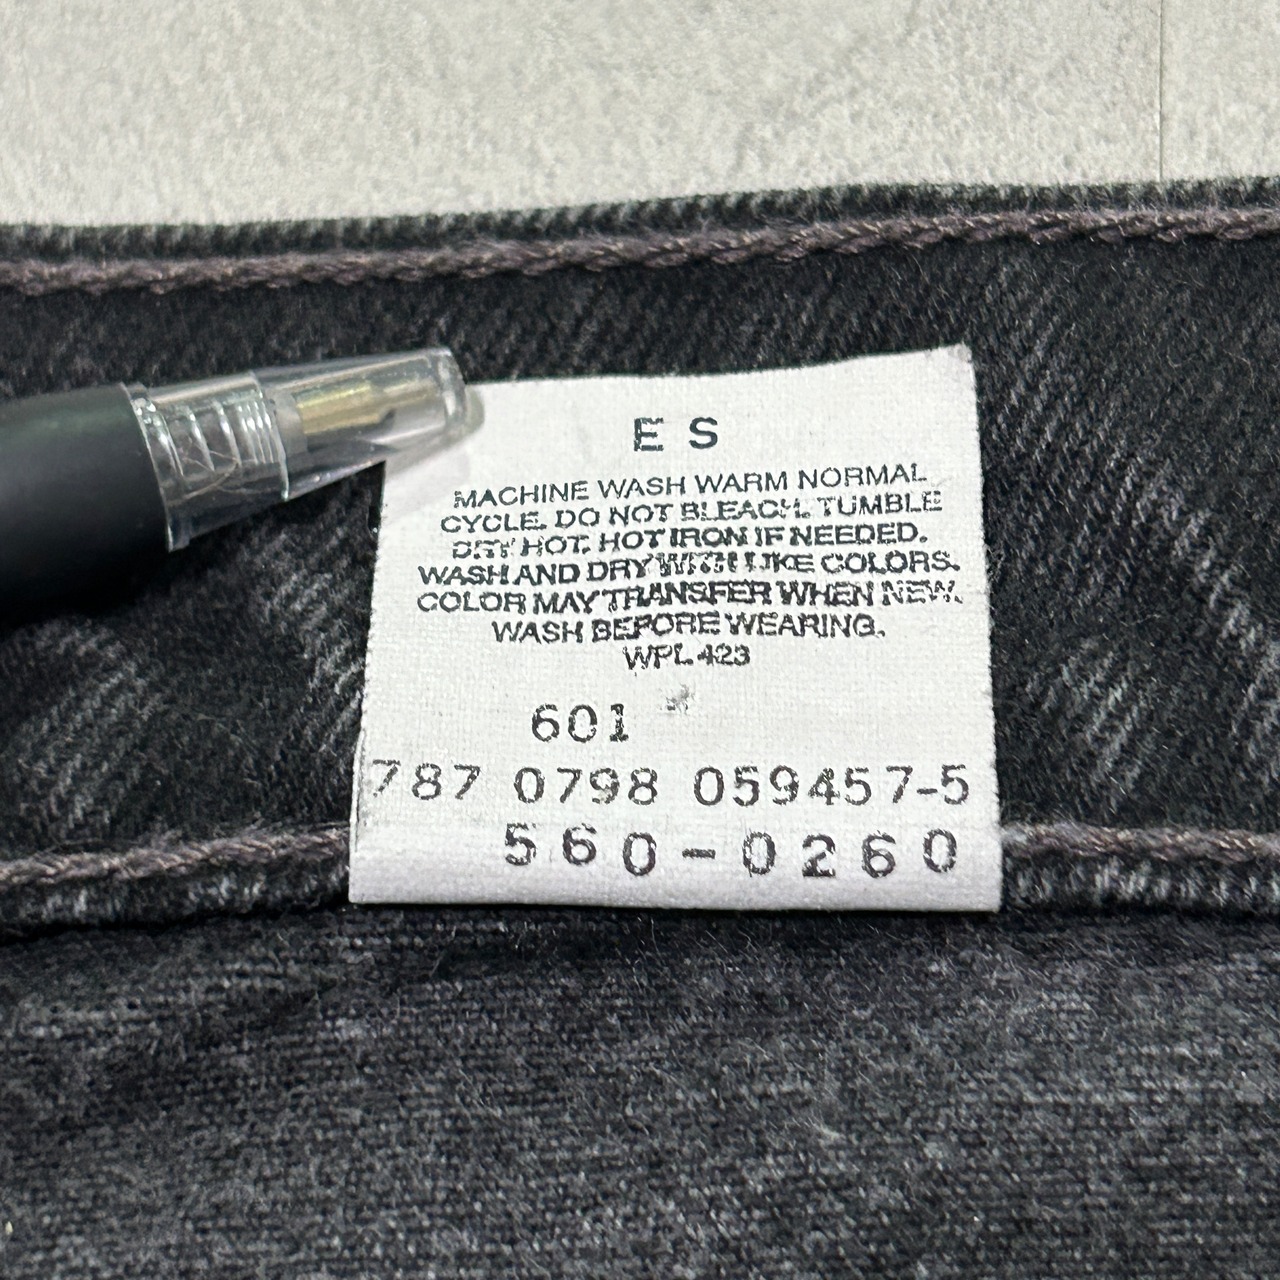 E S
MACHINE WASH WARM NORMAL
CYCLE. DO NOT BLEACH. TUMBLE
DRY HOT. HOT IRON IF NEEDED.
WASH AND DRY WITH LIKE COLORS.
COLOR MAY TRANSFER WHEN NEW.
WASH BEFORE WEARING.
WPL 423
601
787 0798 059457-5
560-0260